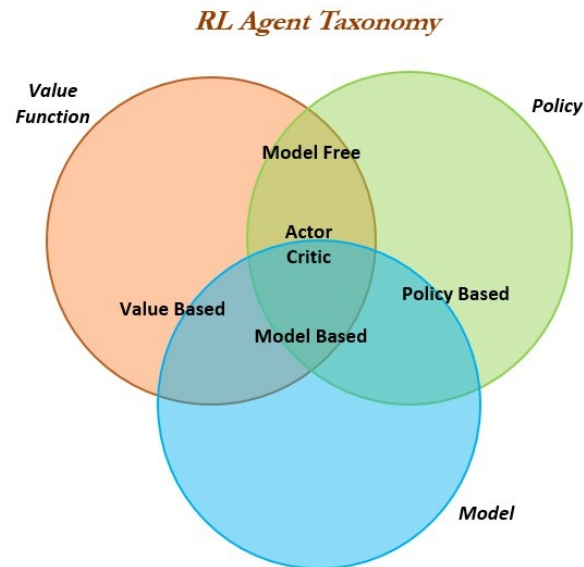 RL Agent Taxonomy
Value
Function
Policy
Model Free
Actor
Critic
Value Based
Policy Based
Model Based
Model